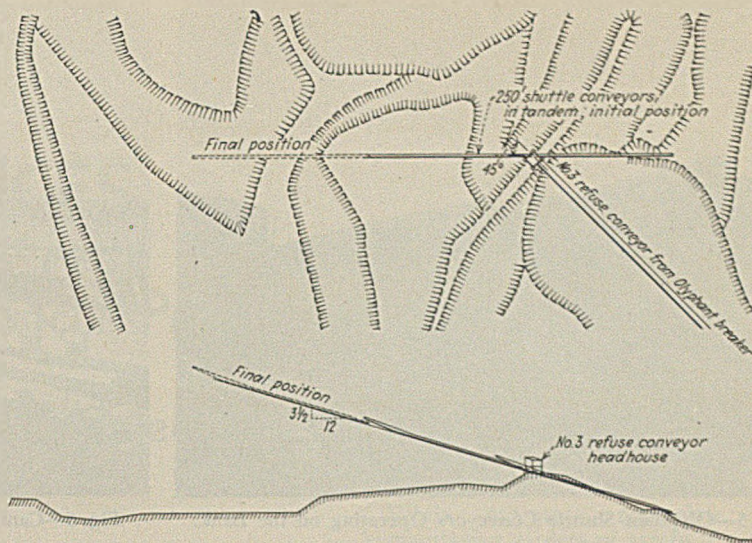 250' shuttle conveyors,
in tandem, initial position
Final position
45°
No.3 refuse conveyor from Olyphant breaker
Final position
3½
12
No.3 refuse conveyor
headhouse